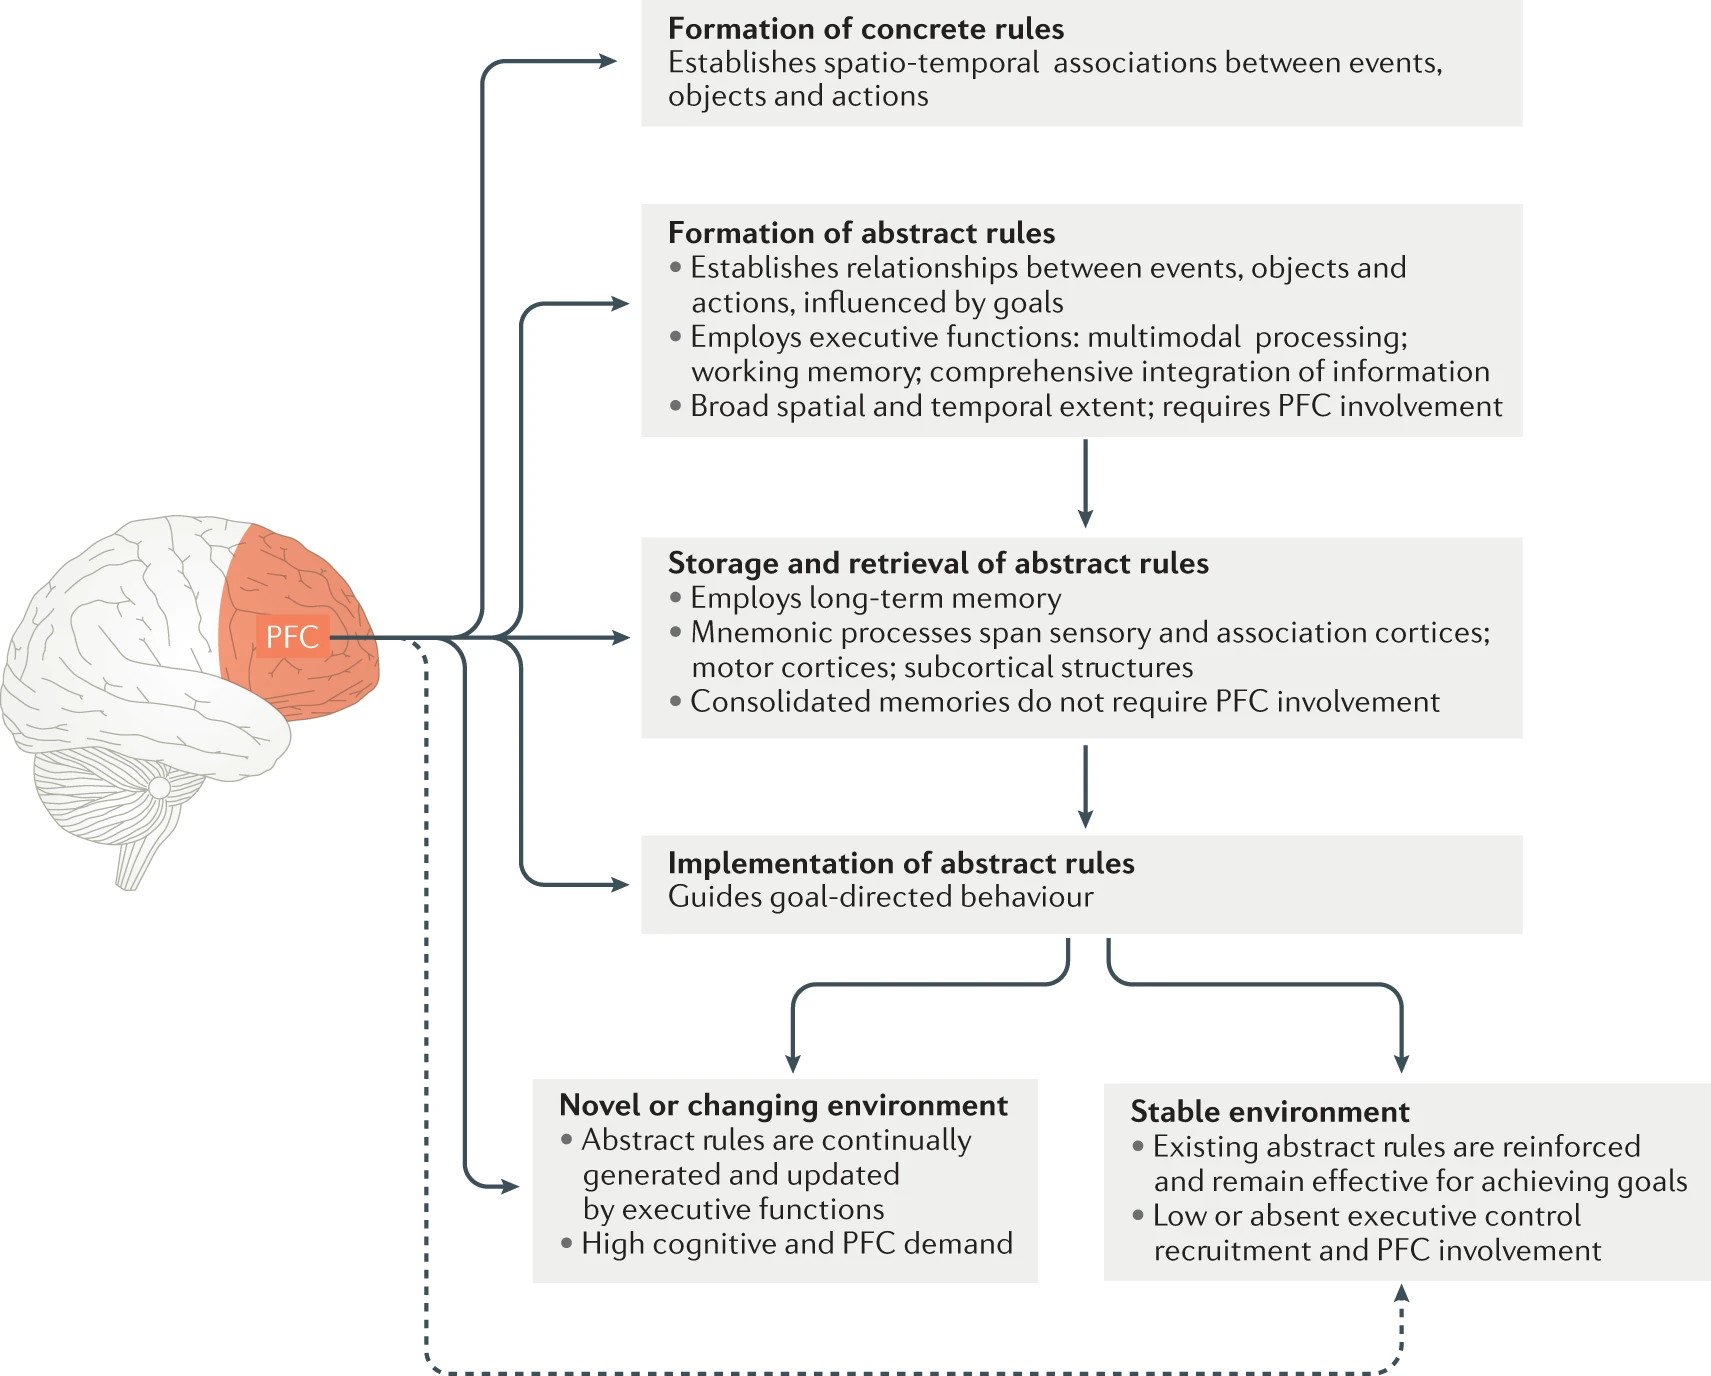 Formation of concrete rules
Establishes spatio-temporal associations between events,
objects and actions
Formation of abstract rules
• Establishes relationships between events, objects and
actions, influenced by goals
• Employs executive functions: multimodal processing;
working memory; comprehensive integration of information
• Broad spatial and temporal extent; requires PFC involvement
PFC
Storage and retrieval of abstract rules
• Employs long-term memory
• Mnemonic processes span sensory and association cortices;
motor cortices; subcortical structures
• Consolidated memories do not require PFC involvement
Implementation of abstract rules
Guides goal-directed behaviour
Novel or changing environment
• Abstract rules are continually
generated and updated
by executive functions
• High cognitive and PFC demand
Stable environment
• Existing abstract rules are reinforced
and remain effective for achieving goals
• Low or absent executive control
recruitment and PFC involvement